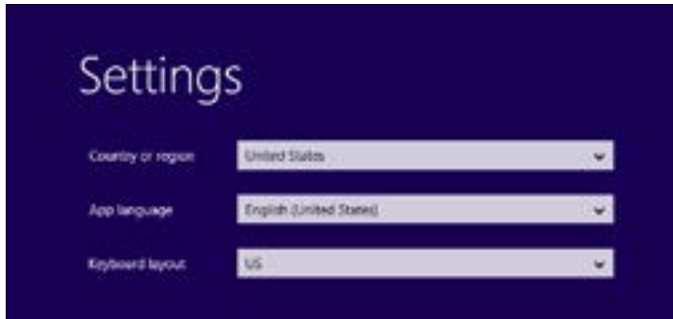 Settings
Country or region
United States
App language
English (United States)
Keyboard layout
US